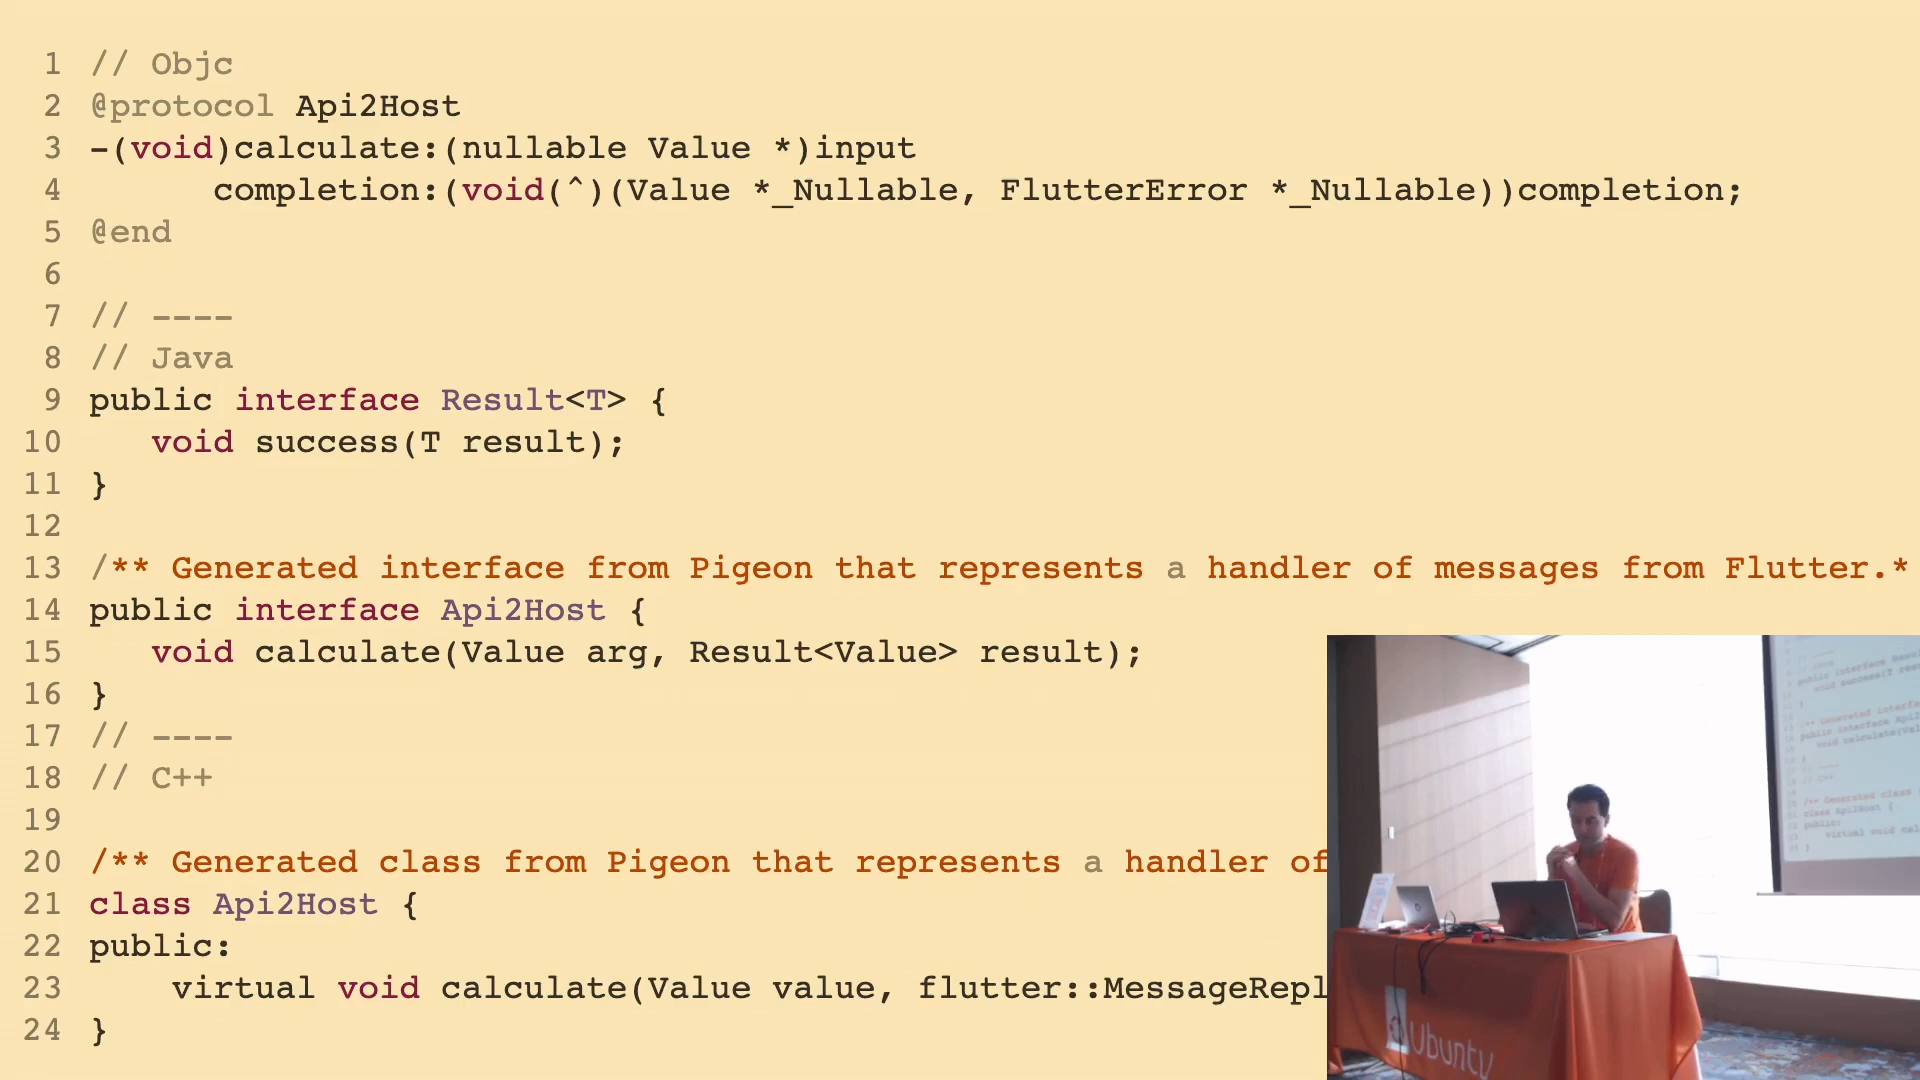 1 // Objc
2 @protocol Api2Host
3 -(void)calculate:(nullable Value *)input
4 completion:(void(^)(Value *_Nullable, FlutterError *_Nullable))completion;
5 @end
6
7 // ----
8 // Java
9 public interface Result<T> {
10 void success(T result);
11 }
12
13 /** Generated interface from Pigeon that represents a handler of messages from Flutter.*
14 public interface Api2Host {
15 void calculate(Value arg, Result<Value> result);
16 }
17 // ----
18 // C++
19
20 /** Generated class from Pigeon that represents a handler of
21 class Api2Host {
22 public:
23 virtual void calculate(Value value, flutter::MessageRepl
24 }
Ubuntu